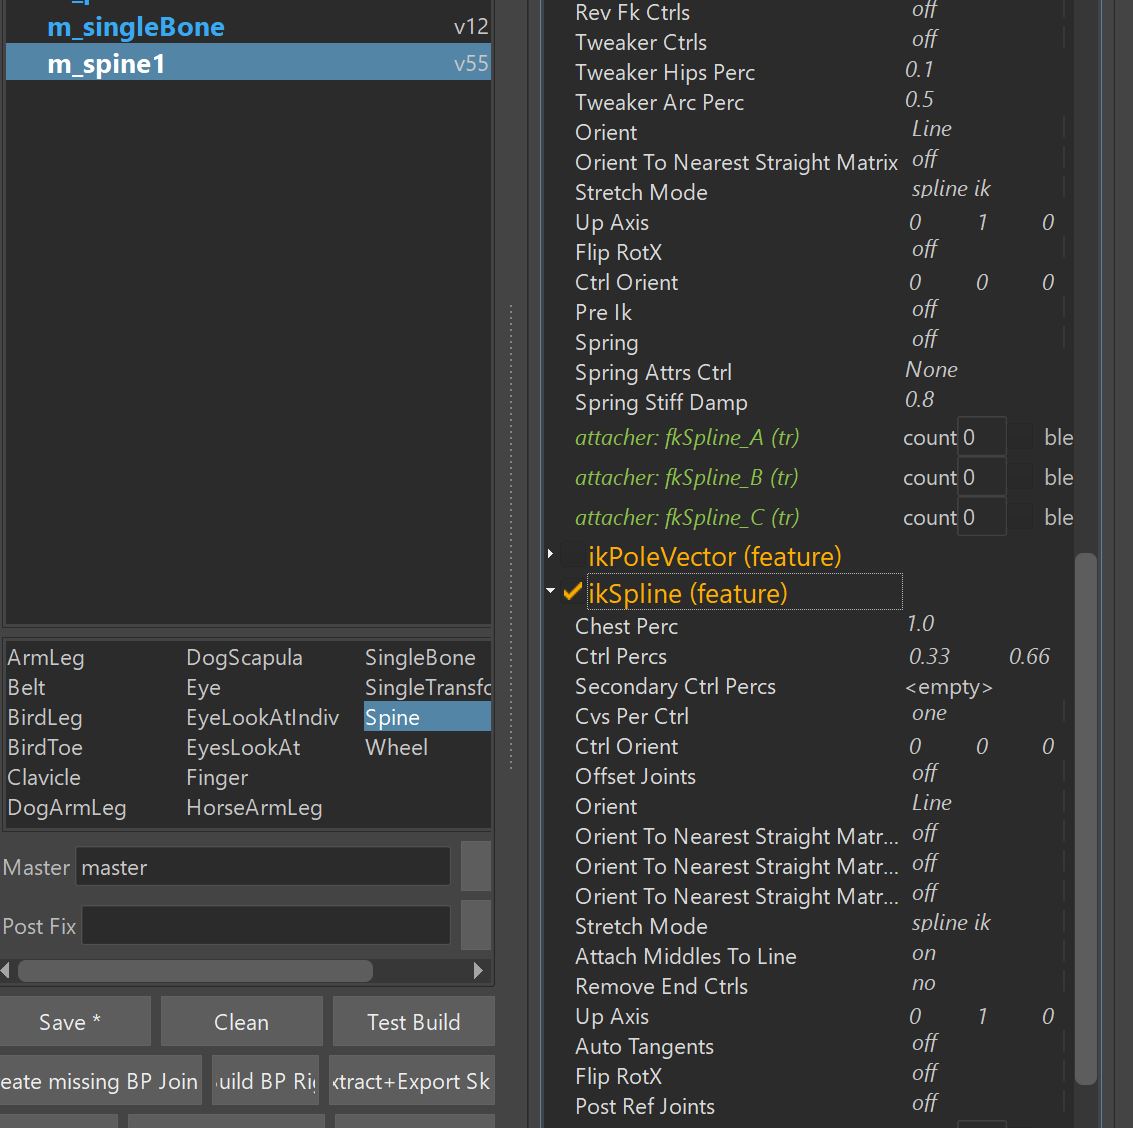 m_singleBone v12
m_spine1 v55
ArmLeg DogScapula SingleBone
Belt Eye SingleTransfo
BirdLeg EyeLookAtIndiv Spine
BirdToe EyesLookAt Wheel
Clavicle Finger
DogArmLeg HorseArmLeg
Master master
Post Fix
Save * Clean Test Build
eate missing BP Join uild BP Rig xtract+Export Sk
Rev Fk Ctrls off
Tweaker Ctrls off
Tweaker Hips Perc 0.1
Tweaker Arc Perc 0.5
Orient Line
Orient To Nearest Straight Matrix off
Stretch Mode spline ik
Up Axis 0 1 0
Flip RotX off
Ctrl Orient 0 0 0
Pre Ik off
Spring off
Spring Attrs Ctrl None
Spring Stiff Damp 0.8
attacher: fkSpline_A (tr) count 0 ble
attacher: fkSpline_B (tr) count 0 ble
attacher: fkSpline_C (tr) count 0 ble
ikPoleVector (feature)
ikSpline (feature)
Chest Perc 1.0
Ctrl Percs 0.33 0.66
Secondary Ctrl Percs <empty>
Cvs Per Ctrl one
Ctrl Orient 0 0 0
Offset Joints off
Orient Line
Orient To Nearest Straight Matr... off
Orient To Nearest Straight Matr... off
Orient To Nearest Straight Matr... off
Stretch Mode spline ik
Attach Middles To Line on
Remove End Ctrls no
Up Axis 0 1 0
Auto Tangents off
Flip RotX off
Post Ref Joints off